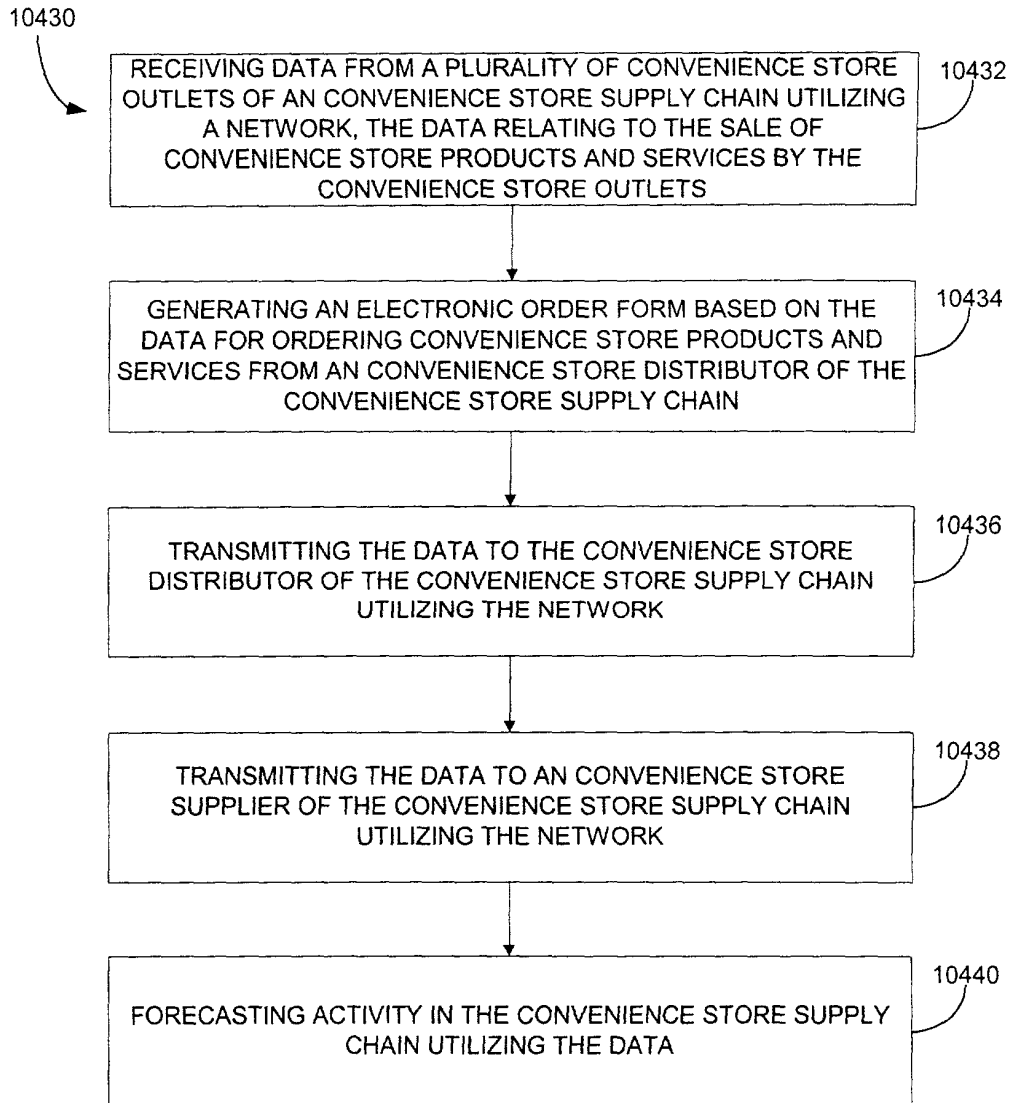 10430
RECEIVING DATA FROM A PLURALITY OF CONVENIENCE STORE
OUTLETS OF AN CONVENIENCE STORE SUPPLY CHAIN UTILIZING
A NETWORK, THE DATA RELATING TO THE SALE OF
CONVENIENCE STORE PRODUCTS AND SERVICES BY THE
CONVENIENCE STORE OUTLETS
10432
GENERATING AN ELECTRONIC ORDER FORM BASED ON THE
DATA FOR ORDERING CONVENIENCE STORE PRODUCTS AND
SERVICES FROM AN CONVENIENCE STORE DISTRIBUTOR OF THE
CONVENIENCE STORE SUPPLY CHAIN
10434
TRANSMITTING THE DATA TO THE CONVENIENCE STORE
DISTRIBUTOR OF THE CONVENIENCE STORE SUPPLY CHAIN
UTILIZING THE NETWORK
10436
TRANSMITTING THE DATA TO AN CONVENIENCE STORE
SUPPLIER OF THE CONVENIENCE STORE SUPPLY CHAIN
UTILIZING THE NETWORK
10438
FORECASTING ACTIVITY IN THE CONVENIENCE STORE SUPPLY
CHAIN UTILIZING THE DATA
10440